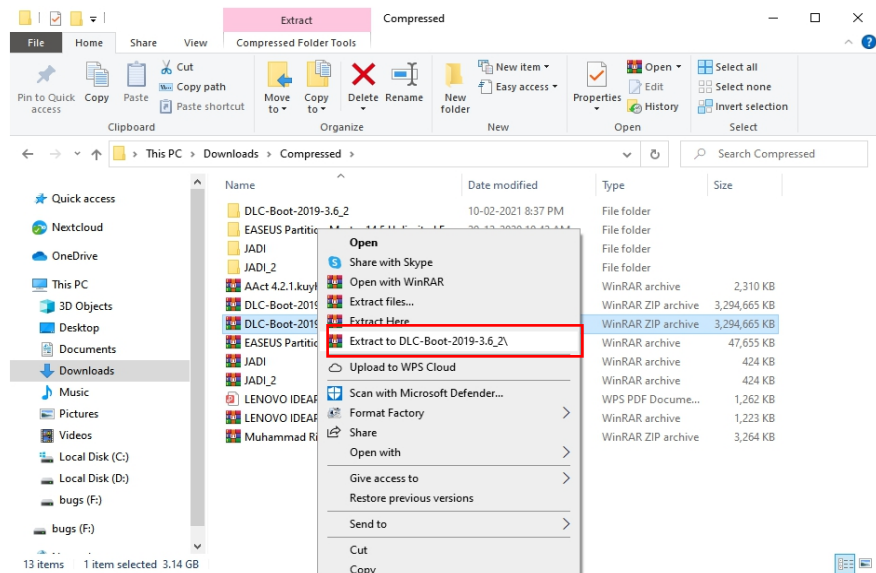 Extract
Compressed
File
Home
Share
View
Compressed Folder Tools
Pin to Quick access
Copy
Paste
Cut
Copy path
Paste shortcut
Clipboard
Move to
Copy to
Delete
Rename
Organize
New folder
New item
Easy access
New
Properties
Open
Edit
History
Open
Select all
Select none
Invert selection
Select
This PC > Downloads > Compressed >
Search Compressed
Name
Date modified
Type
Size
Quick access
Nextcloud
OneDrive
This PC
3D Objects
Desktop
Documents
Downloads
Music
Pictures
Videos
Local Disk (C:)
Local Disk (D:)
bugs (F:)
bugs (F:)
DLC-Boot-2019-3.6_2 10-02-2021 8:37 PM File folder
EASEUS File folder
JADI File folder
JADI_2 File folder
AAct 4.2.1. WinRAR archive 2,310 KB
DLC-Boot-2019 WinRAR ZIP archive 3,294,665 KB
DLC-Boot-2019 WinRAR ZIP archive 3,294,665 KB
EASEUS WinRAR archive 47,655 KB
JADI WinRAR archive 424 KB
JADI_2 WinRAR archive 424 KB
LENOVO WPS PDF Docume... 1,262 KB
LENOVO WinRAR archive 1,223 KB
Muhammad WinRAR ZIP archive 3,264 KB
Open
Share with Skype
Open with WinRAR
Extract files...
Extract Here
Extract to DLC-Boot-2019-3.6_2\
Upload to WPS Cloud
Scan with Microsoft Defender...
Format Factory
Share
Open with
Give access to
Restore previous versions
Send to
Cut
Copy
13 items 1 item selected 3.14 GB